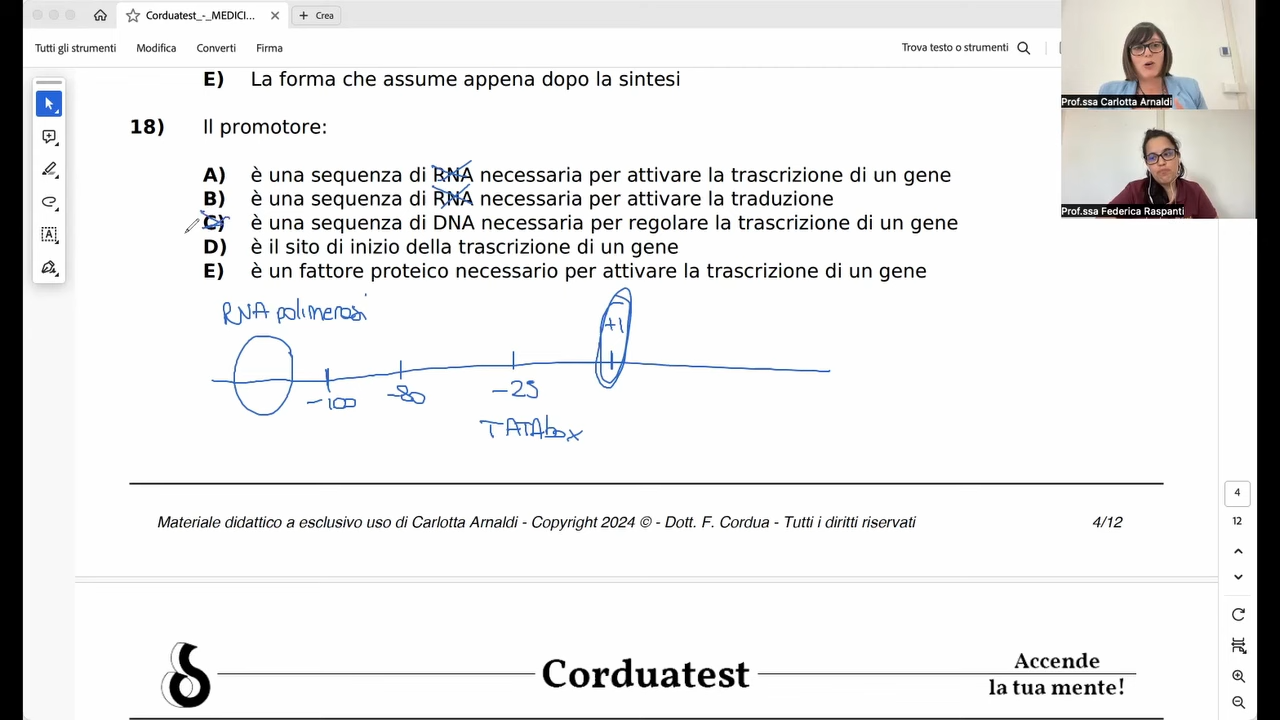 Corduatest_-_MEDICI...
Crea
Tutti gli strumenti Modifica Converti Firma
Trova testo o strumenti
Prof.ssa Carlotta Arnaldi
Prof.ssa Federica Raspanti
E) La forma che assume appena dopo la sintesi
18) Il promotore:
A) è una sequenza di RNA necessaria per attivare la trascrizione di un gene
B) è una sequenza di RNA necessaria per attivare la traduzione
C) è una sequenza di DNA necessaria per regolare la trascrizione di un gene
D) è il sito di inizio della trascrizione di un gene
E) è un fattore proteico necessario per attivare la trascrizione di un gene
RNA polimerasi
+1
-100 -80 -25
TATAbox
Materiale didattico a esclusivo uso di Carlotta Arnaldi - Copyright 2024 © - Dott. F. Cordua - Tutti i diritti riservati 4/12
4
12
Corduatest
Accende
la tua mente!